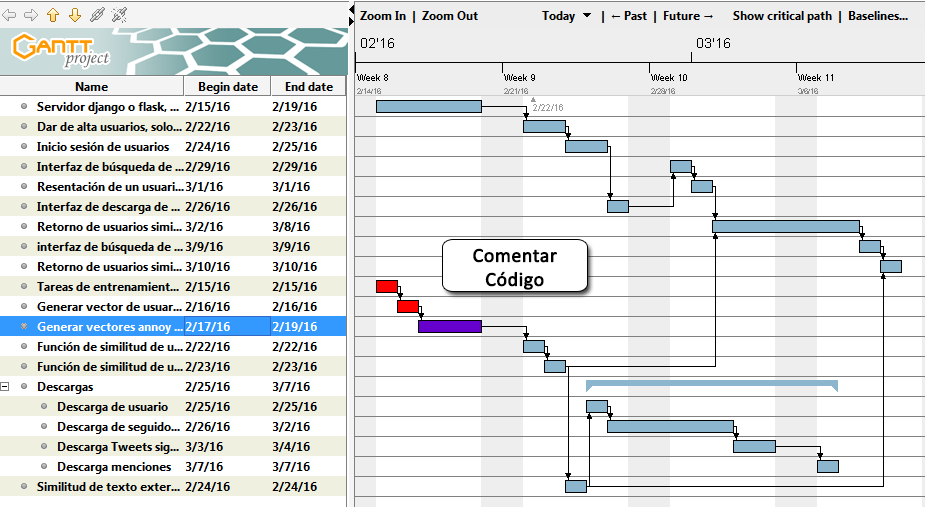 Zoom In | Zoom Out Today | ←Past | Future→ Show critical path | Baselines...
GANTT
project
02'16 03'16
Week 8 Week 9 Week 10 Week 11
2/14/16 2/21/16 2/28/16 3/6/16
2/22/16
Name Begin date End date
Servidor django o flask, ... 2/15/16 2/19/16
Dar de alta usuarios, solo... 2/22/16 2/23/16
Inicio sesión de usuarios 2/24/16 2/25/16
Interfaz de búsqueda de ... 2/29/16 2/29/16
Resentación de un usuari... 3/1/16 3/1/16
Interfaz de descarga de ... 2/26/16 2/26/16
Retorno de usuarios simi... 3/2/16 3/8/16
interfaz de búsqueda de ... 3/9/16 3/9/16
Retorno de usuarios simi... 3/10/16 3/10/16
Tareas de entrenamient... 2/15/16 2/15/16
Generar vector de usuar... 2/16/16 2/16/16
Generar vectores annoy ... 2/17/16 2/19/16
Función de similitud de u... 2/22/16 2/22/16
Función de similitud de u... 2/23/16 2/23/16
Descargas 2/25/16 3/7/16
Descarga de usuario 2/25/16 2/25/16
Descarga de seguido... 2/26/16 3/2/16
Descarga Tweets sig... 3/3/16 3/4/16
Descarga menciones 3/7/16 3/7/16
Similitud de texto exter... 2/24/16 2/24/16
Comentar
Código